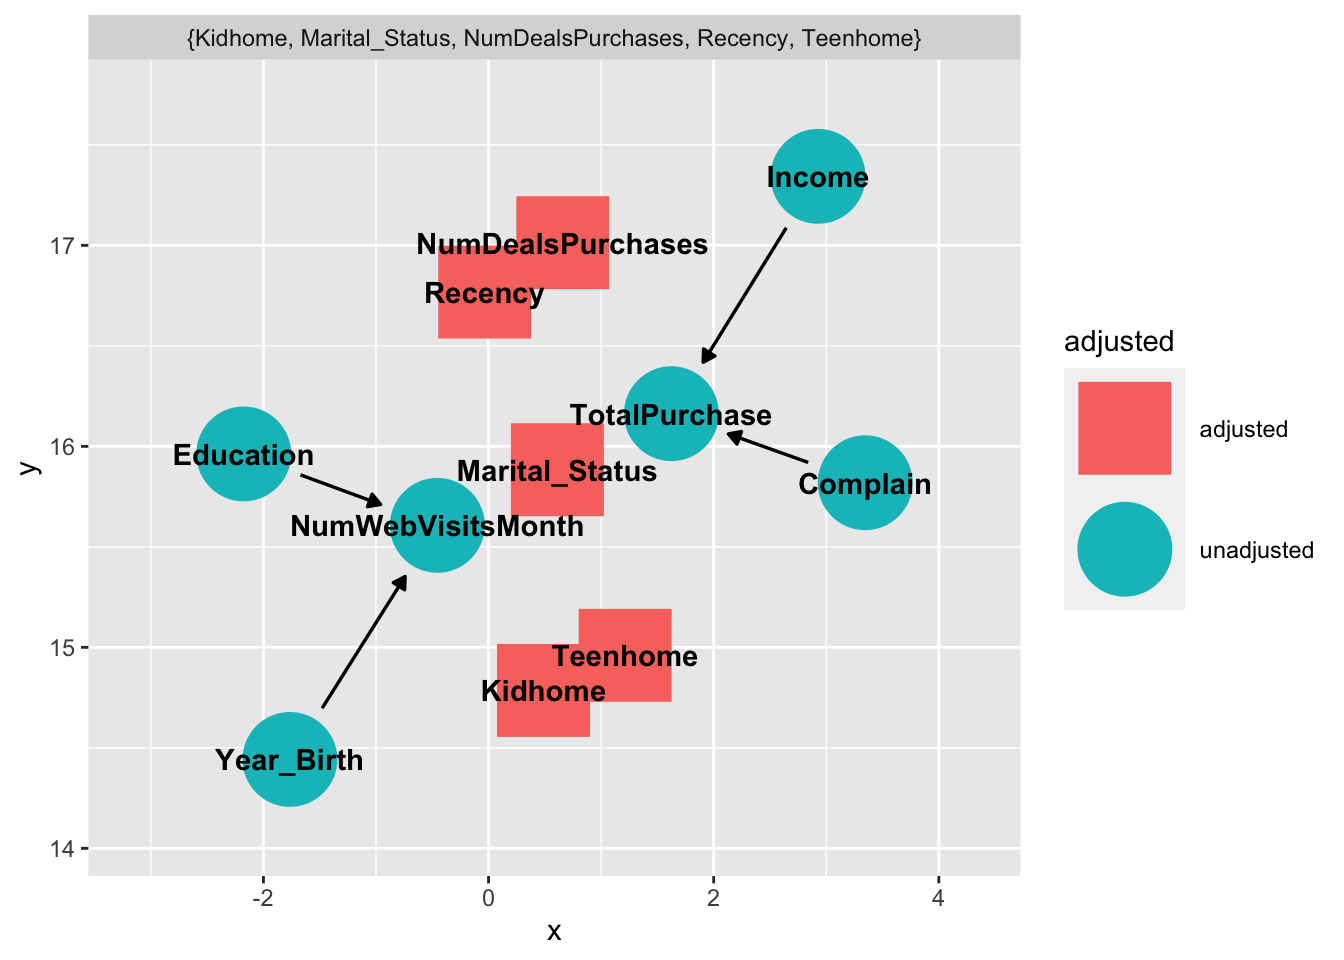 {Kidhome, Marital_Status, NumDealsPurchases, Recency, Teenhome}
Income
NumDealsPurchases
Recency
TotalPurchase
Education
Marital_Status
Complain
NumWebVisitsMonth
Teenhome
Kidhome
Year_Birth
17
16
15
14
y
-2
0
2
4
x
adjusted
adjusted
unadjusted